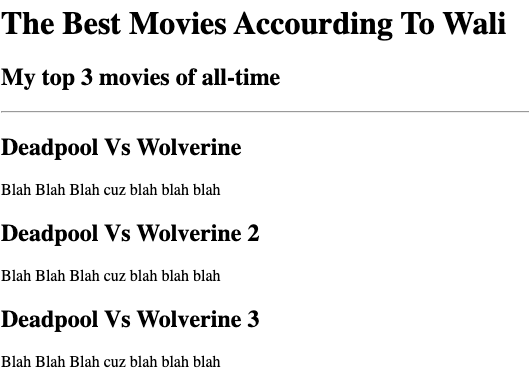 The Best Movies Accourding To Wali
My top 3 movies of all-time
Deadpool Vs Wolverine
Blah Blah Blah cuz blah blah blah
Deadpool Vs Wolverine 2
Blah Blah Blah cuz blah blah blah
Deadpool Vs Wolverine 3
Blah Blah Blah cuz blah blah blah